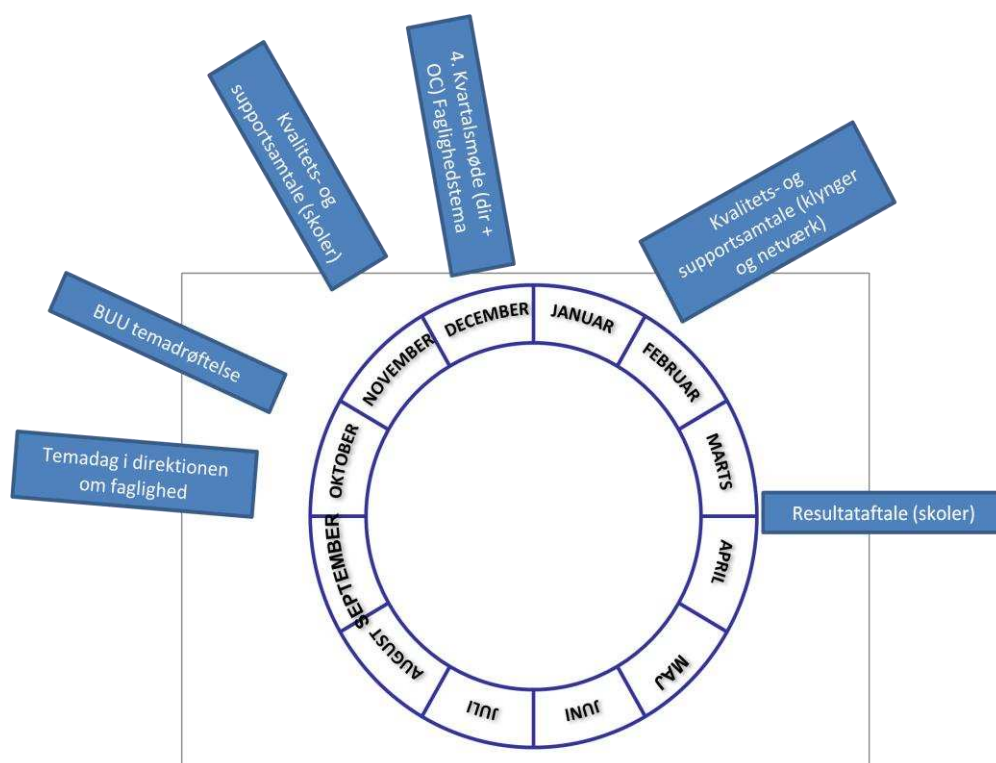 4. Kvartalsmøde (dir +
OC) Faglighedstema
Kvalitets- og
supportsamtale (skoler)
Kvalitets- og
supportsamtale (klynger
og netværk)
BUU temadrøftelse
Temadag i direktionen
om faglighed
Resultataftale (skoler)
JANUAR
FEBRUAR
MARTS
APRIL
MAJ
JUNI
JULI
AUGUST
SEPTEMBER
OKTOBER
NOVEMBER
DECEMBER